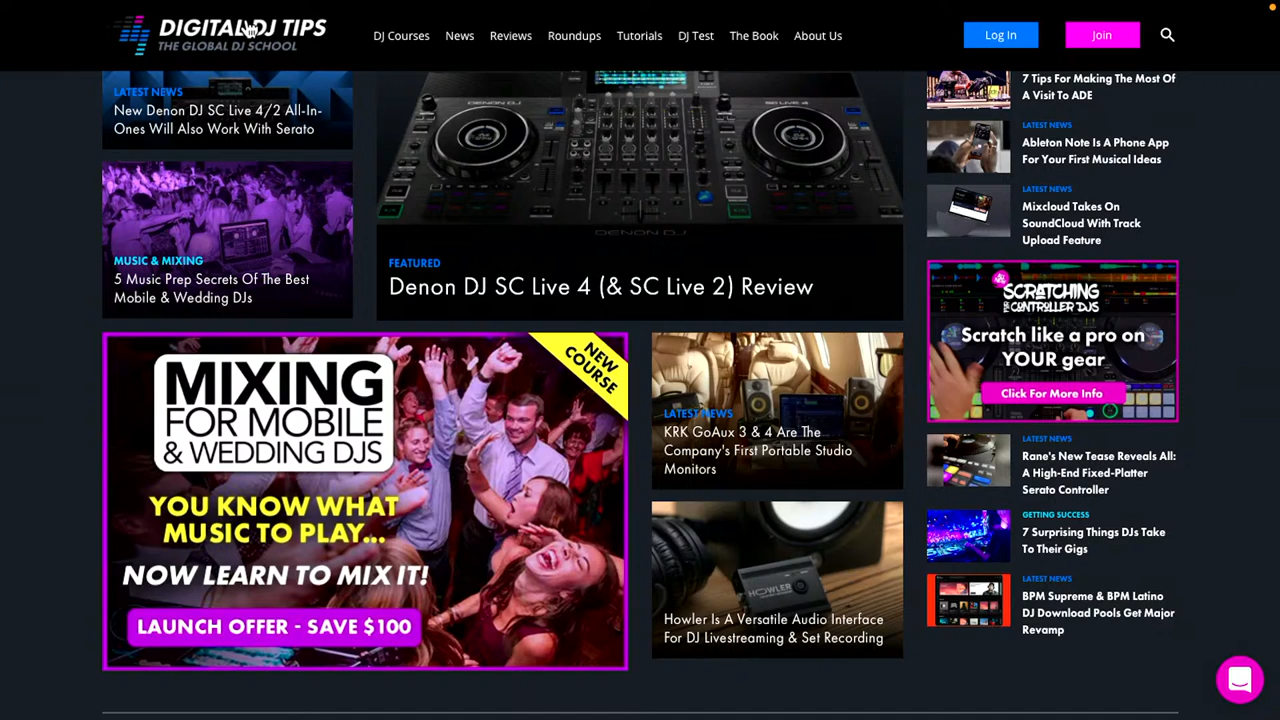 DIGITAL DJ TIPS
THE GLOBAL DJ SCHOOL
DJ Courses
News
Reviews
Roundups
Tutorials
DJ Test
The Book
About Us
Log In
Join
LATEST NEWS
New Denon DJ SC Live 4/2 All-In-
Ones Will Also Work With Serato
MUSIC & MIXING
5 Music Prep Secrets Of The Best
Mobile & Wedding DJs
DENON DJ
SC LIVE 4
DENON DJ
FEATURED
Denon DJ SC Live 4 (& SC Live 2) Review
7 Tips For Making The Most Of
A Visit To ADE
LATEST NEWS
Ableton Note Is A Phone App
For Your First Musical Ideas
LATEST NEWS
Mixcloud Takes On
SoundCloud With Track
Upload Feature
SCRATCHING
FOR CONTROLLER DJS
Scratch like a pro on
YOUR gear
Click For More Info
NEW
COURSE
MIXING
FOR MOBILE
& WEDDING DJS
YOU KNOW WHAT
MUSIC TO PLAY...
NOW LEARN TO MIX IT!
LAUNCH OFFER - SAVE $100
LATEST NEWS
KRK GoAux 3 & 4 Are The
Company's First Portable Studio
Monitors
HOWLER
Howler Is A Versatile Audio Interface
For DJ Livestreaming & Set Recording
LATEST NEWS
Rane's New Tease Reveals All:
A High-End Fixed-Platter
Serato Controller
GETTING SUCCESS
7 Surprising Things DJs Take
To Their Gigs
LATEST NEWS
BPM Supreme & BPM Latino
DJ Download Pools Get Major
Revamp